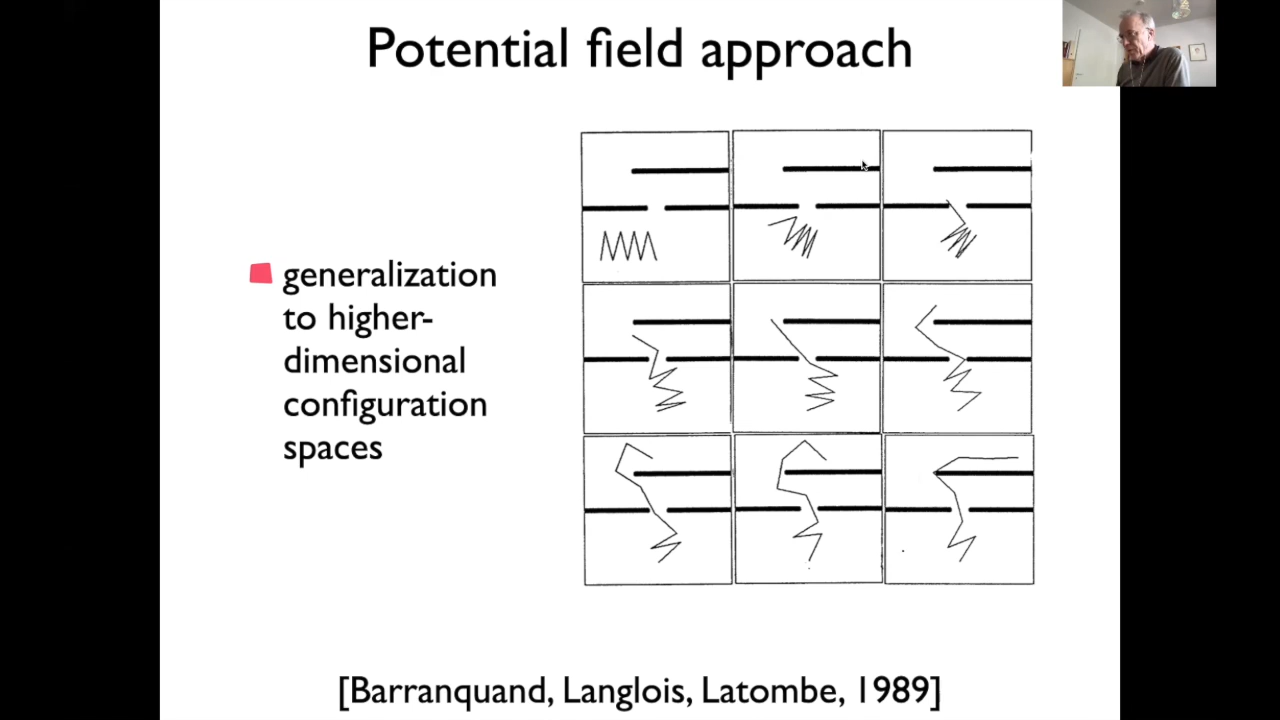 Potential field approach
generalization
to higher-
dimensional
configuration
spaces
[Barranquand, Langlois, Latombe, 1989]